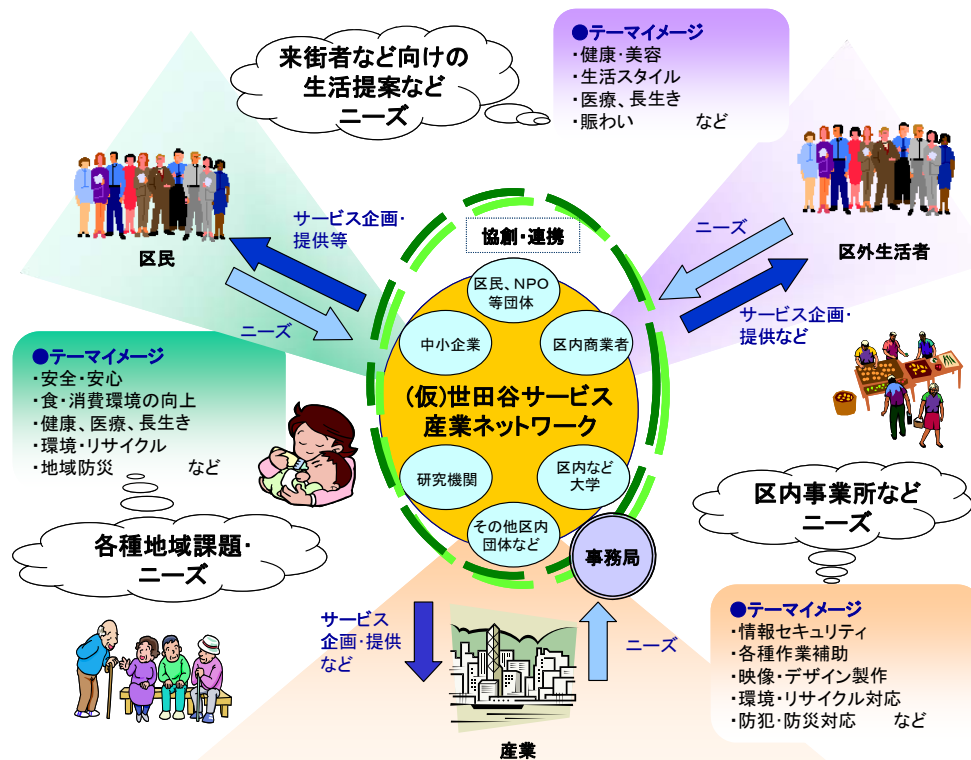 来街者など向けの
生活提案など
ニーズ
●テーマイメージ
・健康・美容
・生活スタイル
・医療、長生き
・賑わい　　　など
区民
サービス企画・
提供等
ニーズ
協創・連携
ニーズ
区外生活者
サービス企画・
提供など
区民、NPO
等団体
中小企業
区内商業者
(仮)世田谷サービス
産業ネットワーク
研究機関
区内など
大学
その他区内
団体など
事務局
●テーマイメージ
・安全・安心
・食・消費環境の向上
・健康、医療、長生き
・環境・リサイクル
・地域防災　　　など
各種地域課題・
ニーズ
区内事業所など
ニーズ
サービス
企画・提供
など
ニーズ
産業
●テーマイメージ
・情報セキュリティ
・各種作業補助
・映像・デザイン製作
・環境・リサイクル対応
・防犯・防災対応　など